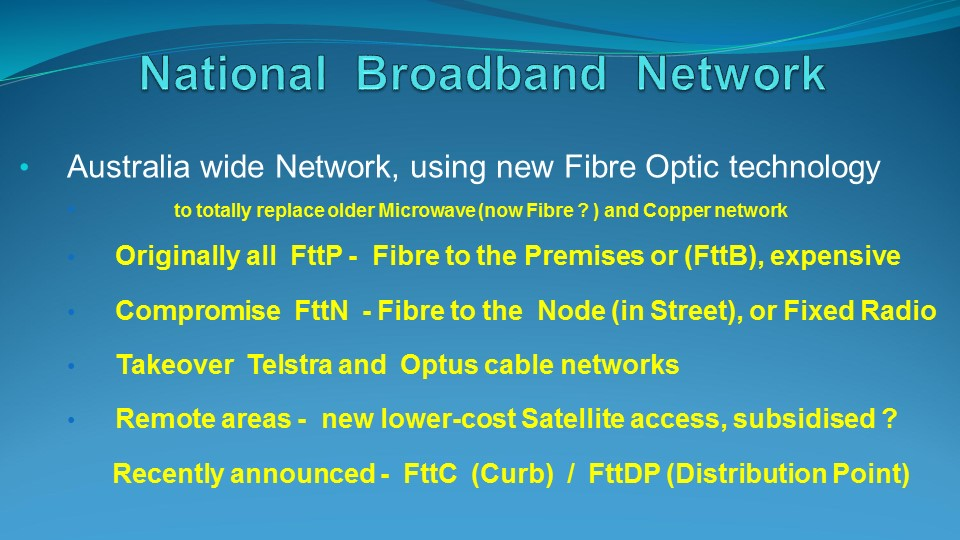 National Broadband Network
• Australia wide Network, using new Fibre Optic technology
• to totally replace older Microwave (now Fibre ? ) and Copper network
• Originally all FttP - Fibre to the Premises or (FttB), expensive
• Compromise FttN - Fibre to the Node (in Street), or Fixed Radio
• Takeover Telstra and Optus cable networks
• Remote areas - new lower-cost Satellite access, subsidised ?
Recently announced - FttC (Curb) / FttDP (Distribution Point)